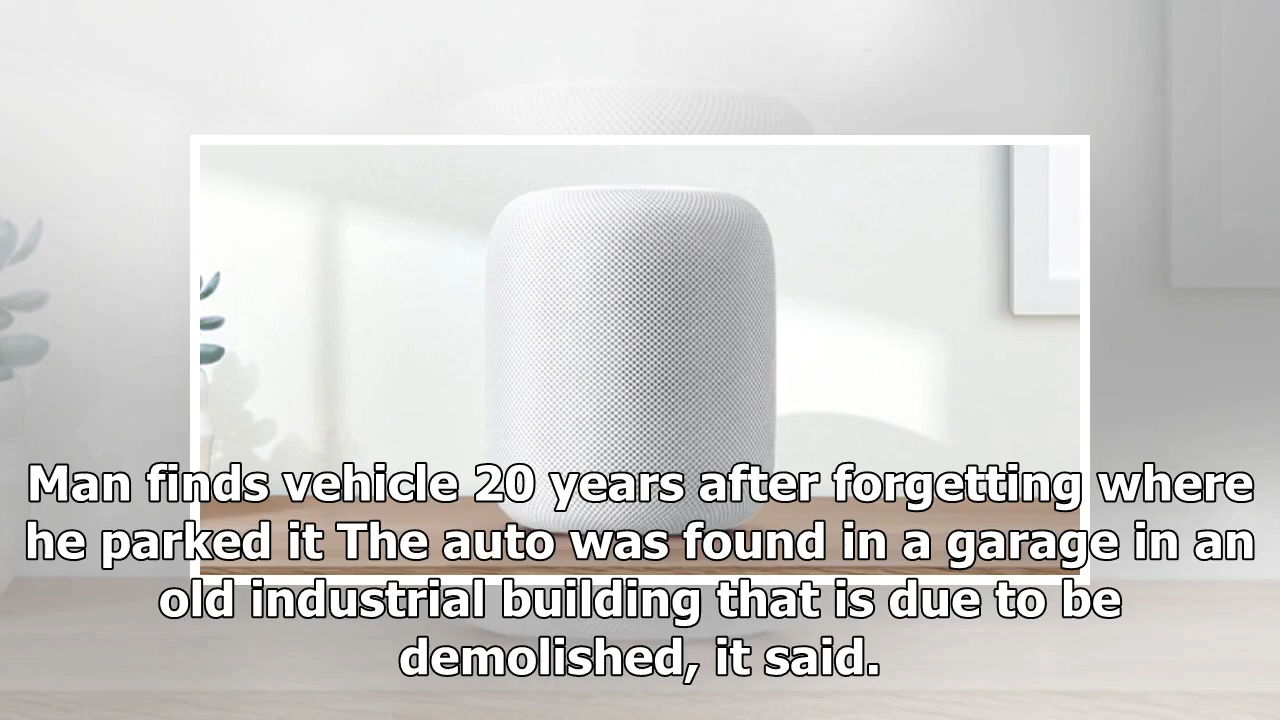 Man finds vehicle 20 years after forgetting where
he parked it The auto was found in a garage in an
old industrial building that is due to be
demolished, it said.